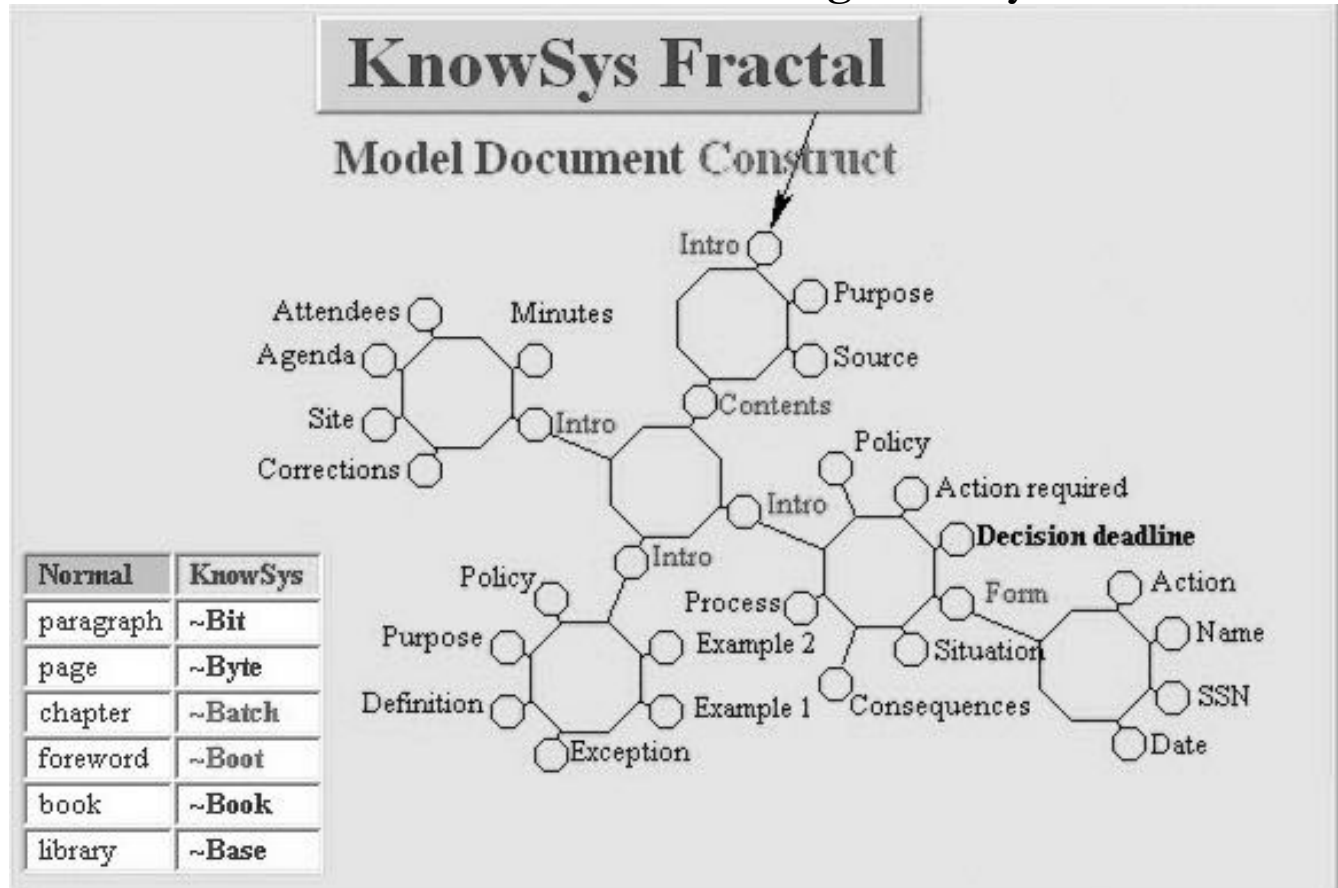 KnowSys Fractal
Model Document Construct
Intro
Purpose
Source
Contents
Attendees
Minutes
Agenda
Site
Intro
Corrections
Policy
Action required
Intro
Decision deadline
Form
Process
Situation
Consequences
Action
Name
SSN
Date
Intro
Policy
Purpose
Example 2
Definition
Example 1
Exception
Normal KnowSys
paragraph ~Bit
page ~Byte
chapter ~Batch
foreword ~Boot
book ~Book
library ~Base